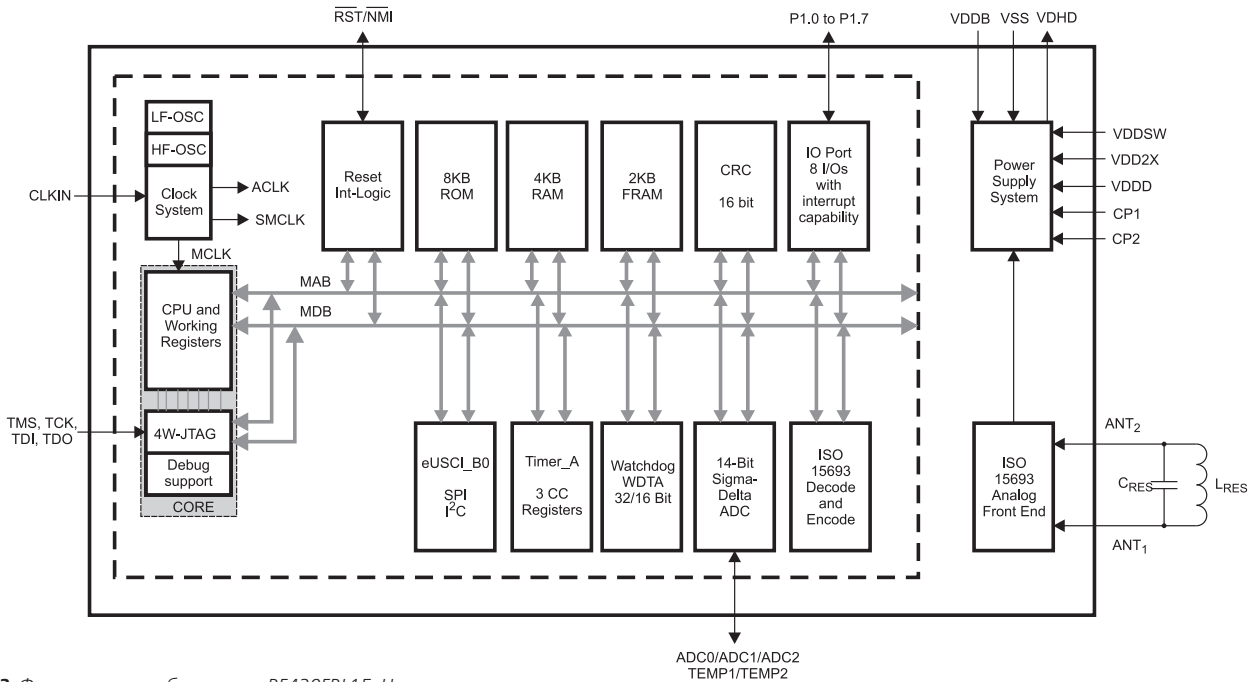 RST/NMI
P1.0 to P1.7
VDDB VSS VDHD
LF-OSC
HF-OSC
Clock
System
CLKIN
ACLK
SMCLK
MCLK
Reset
Int-Logic
8KB
ROM
4KB
RAM
2KB
FRAM
CRC
16 bit
IO Port
8 I/Os
with
interrupt
capability
Power
Supply
System
VDDSW
VDD2X
VDDD
CP1
CP2
MAB
MDB
CPU and
Working
Registers
TMS, TCK,
TDI, TDO
4W-JTAG
Debug
support
CORE
eUSCI_B0
SPI
I²C
Timer_A
3 CC
Registers
Watchdog
WDTA
32/16 Bit
14-Bit
Sigma-
Delta
ADC
ISO
15693
Decode
and
Encode
ISO
15693
Analog
Front End
ANT₂
C_RES
L_RES
ANT₁
ADC0/ADC1/ADC2
TEMP1/TEMP2